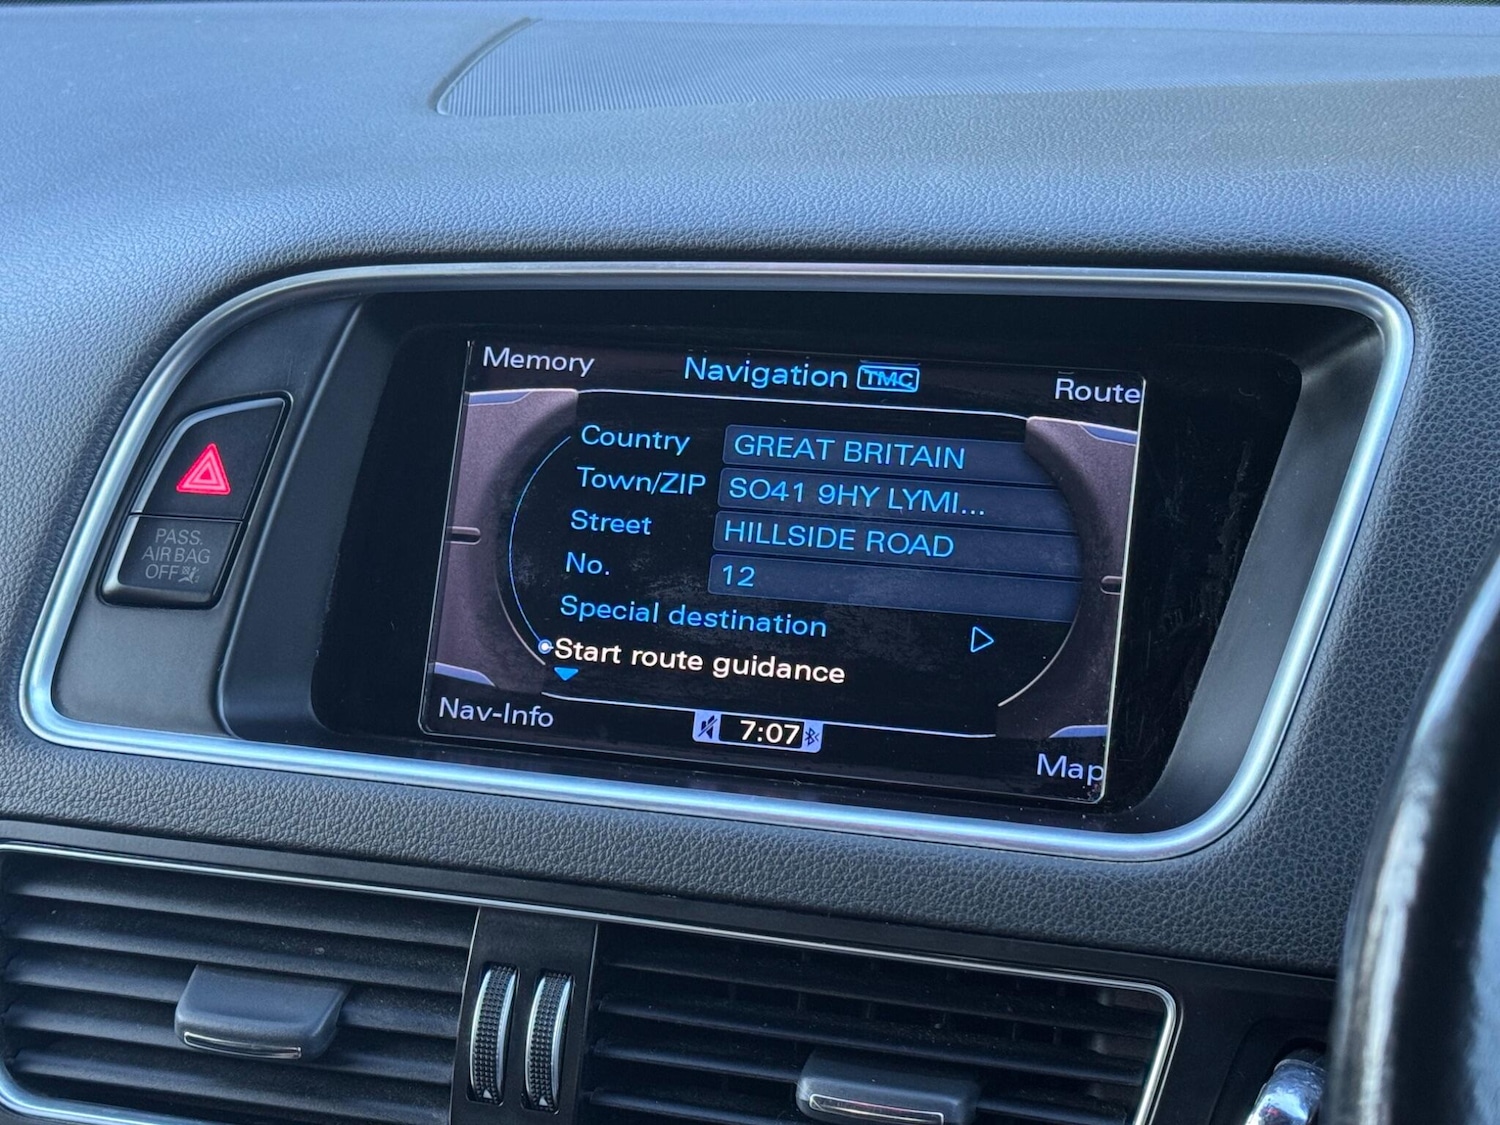 Memory
Navigation TMC
Route
Country GREAT BRITAIN
Town/ZIP SO41 9HY LYMI...
Street HILLSIDE ROAD
No. 12
Special destination
Start route guidance
Nav-Info
7:07
Map
PASS.
AIR BAG
OFF